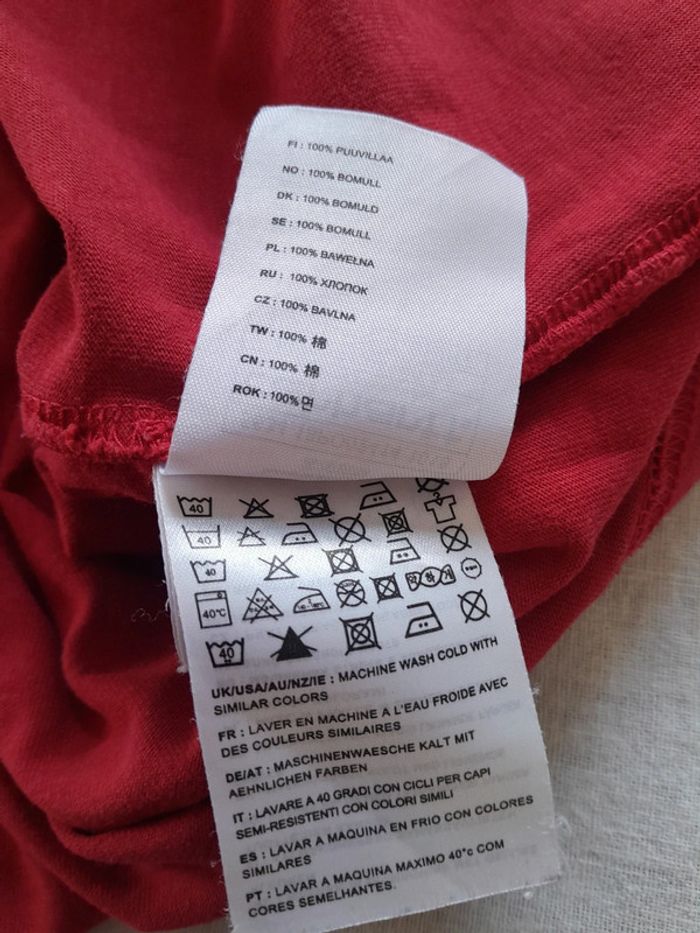 FI : 100% PUUVILLAA
NO : 100% BOMULL
DK : 100% BOMULD
SE : 100% BOMULL
PL : 100% BAWEŁNA
RU : 100% ХЛОПОК
CZ : 100% BAVLNA
TW : 100% 棉
CN : 100% 棉
ROK : 100% 면
40
40
40
40°C
40
UK/USA/AU/NZ/IE : MACHINE WASH COLD WITH
SIMILAR COLORS
FR : LAVER EN MACHINE A L'EAU FROIDE AVEC
DES COULEURS SIMILAIRES
DE/AT : MASCHINENWAESCHE KALT MIT
AEHNLICHEN FARBEN
IT : LAVARE A 40 GRADI CON CICLI PER CAPI
SEMI-RESISTENTI CON COLORI SIMILI
ES : LAVAR A MAQUINA EN FRIO CON COLORES
SIMILARES
PT : LAVAR A MAQUINA MAXIMO 40°c COM
CORES SEMELHANTES.